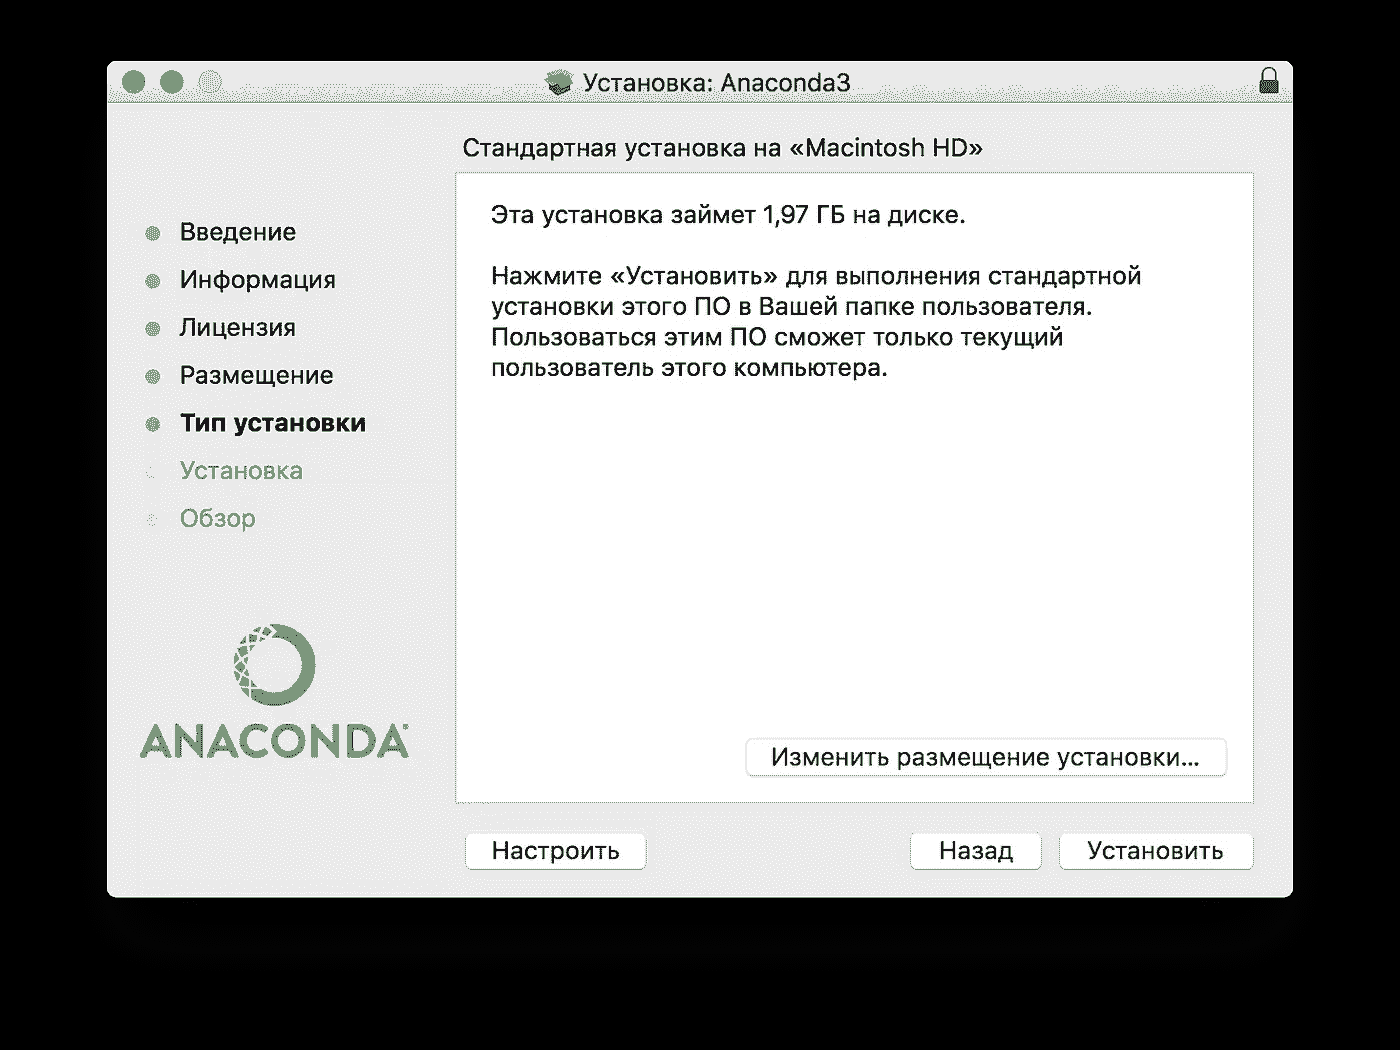 Установка: Anaconda3
Стандартная установка на «Macintosh HD»
Введение
Информация
Лицензия
Размещение
Тип установки
Установка
Обзор
ANACONDA
Эта установка займет 1,97 ГБ на диске.
Нажмите «Установить» для выполнения стандартной
установки этого ПО в Вашей папке пользователя.
Пользоваться этим ПО сможет только текущий
пользователь этого компьютера.
Изменить размещение установки...
Настроить
Назад
Установить